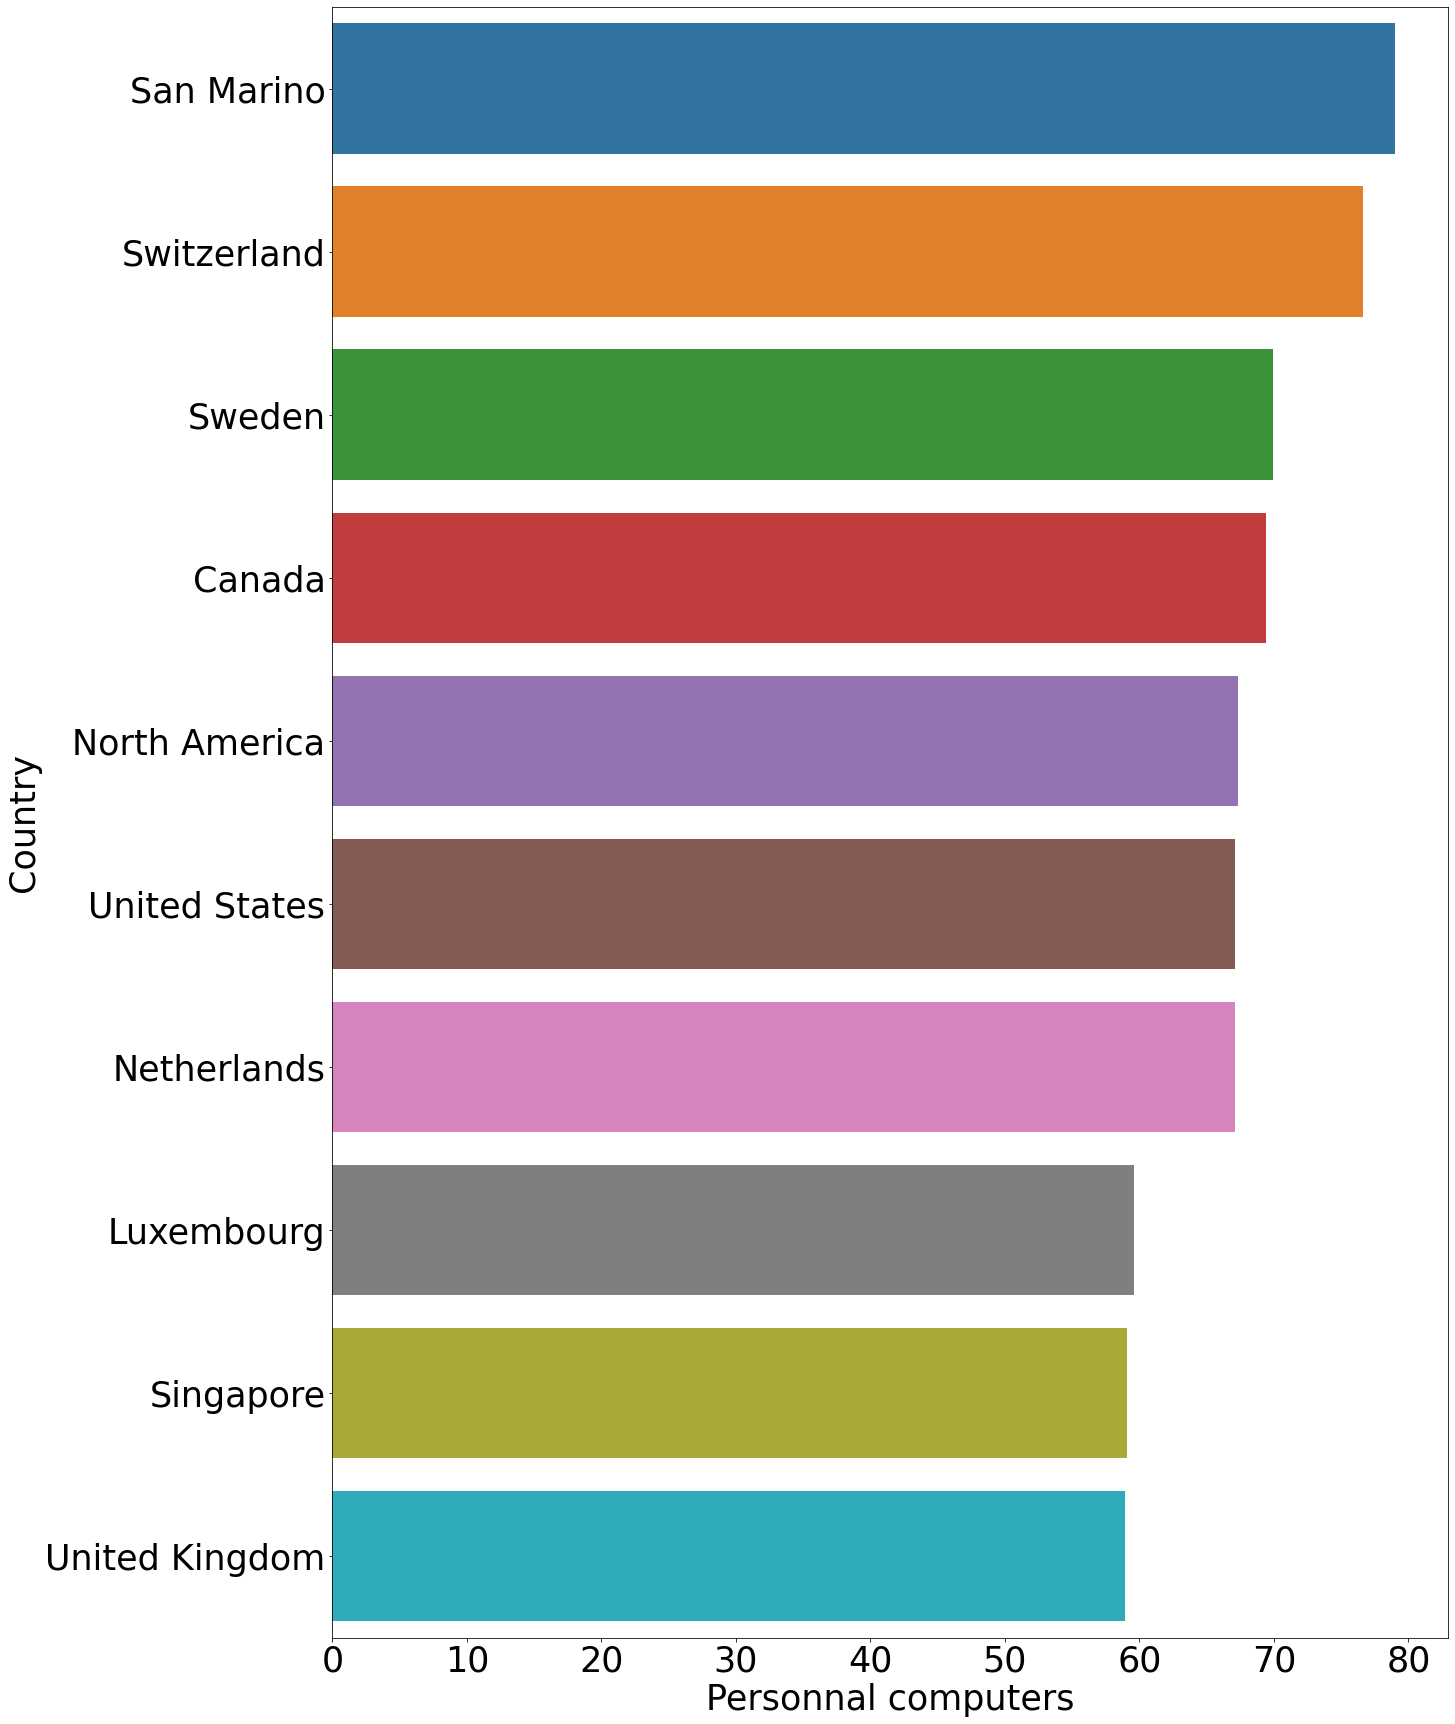 Country
San Marino
Switzerland
Sweden
Canada
North America
United States
Netherlands
Luxembourg
Singapore
United Kingdom
0 10 20 30 40 50 60 70 80
Personnal computers